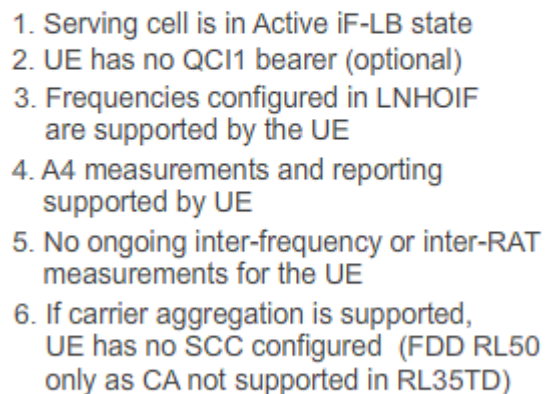 1. Serving cell is in Active iF-LB state
2. UE has no QCI1 bearer (optional)
3. Frequencies configured in LNHOIF
are supported by the UE
4. A4 measurements and reporting
supported by UE
5. No ongoing inter-frequency or inter-RAT
measurements for the UE
6. If carrier aggregation is supported,
UE has no SCC configured (FDD RL50
only as CA not supported in RL35TD)